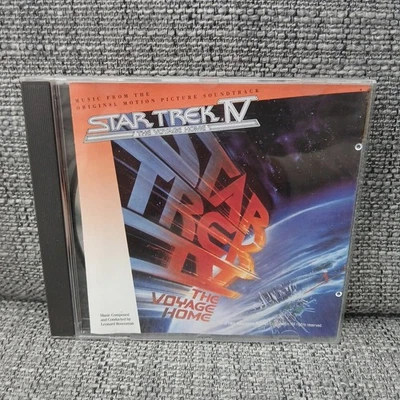 MUSIC FROM THE
ORIGINAL MOTION PICTURE SOUNDTRACK
STAR TREK IV
THE VOYAGE HOME
STAR
TREK
IV
THE
VOYAGE
HOME
Music Composed
and Conducted by
Leonard Rosenman